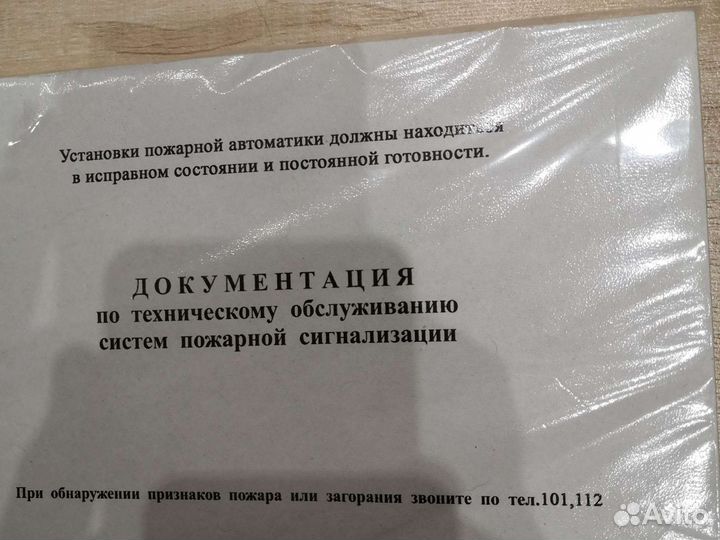 Установки пожарной автоматики должны находиться
в исправном состоянии и постоянной готовности.
ДОКУМЕНТАЦИЯ
по техническому обслуживанию
систем пожарной сигнализации
При обнаружении признаков пожара или загорания звоните по тел.101,112
Avito